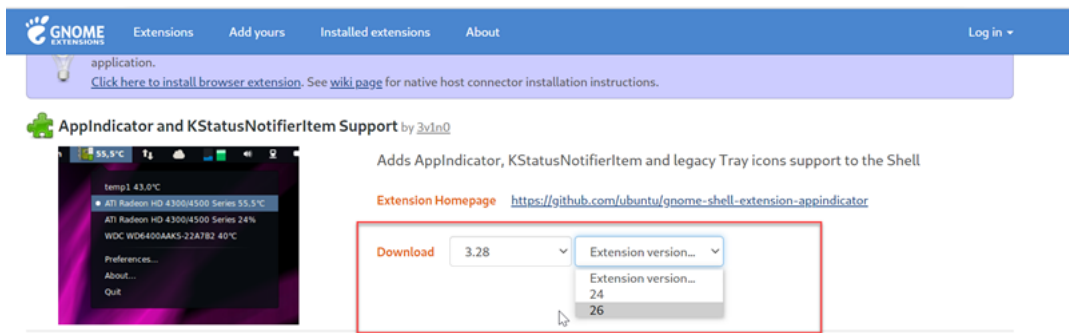 GNOME
EXTENSIONS
Extensions
Add yours
Installed extensions
About
Log in
application.
Click here to install browser extension. See wiki page for native host connector installation instructions.
AppIndicator and KStatusNotifierItem Support by 3v1n0
55,5°C
temp1 43,0°C
ATI Radeon HD 4300/4500 Series 55.5°C
ATI Radeon HD 4300/4500 Series 24%
WDC WD6400AAKS-22A7B2 40°C
Preferences...
About...
Quit
Adds AppIndicator, KStatusNotifierItem and legacy Tray icons support to the Shell
Extension Homepage https://github.com/ubuntu/gnome-shell-extension-appindicator
Download 3.28 Extension version...
Extension version...
24
26